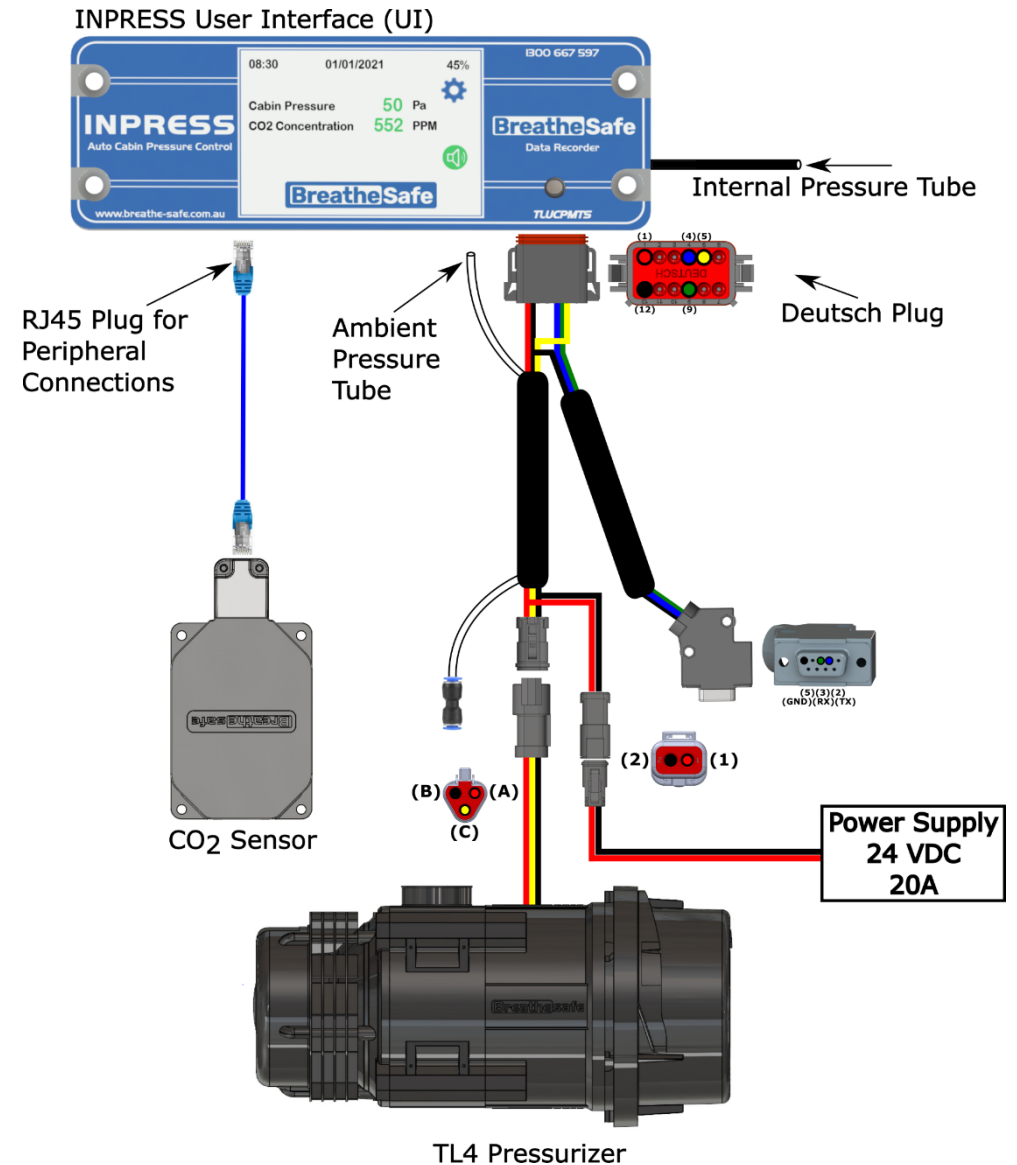 INPRESS User Interface (UI)
1300 667 597
08:30 01/01/2021 45%
Cabin Pressure 50 Pa
CO2 Concentration 552 PPM
INPRESS
Auto Cabin Pressure Control
BreatheSafe
Data Recorder
BreatheSafe
www.breathe-safe.com.au
TLUCPMTS
Internal Pressure Tube
(1) (4)(5)
DEUTSCH
(12) (9)
Deutsch Plug
RJ45 Plug for
Peripheral
Connections
Ambient
Pressure
Tube
Breathesafe
CO2 Sensor
(5)(3)(2)
(GND)(RX)(TX)
(2) (1)
(B) (A)
(C)
Power Supply
24 VDC
20A
Breathesafe
TL4 Pressurizer